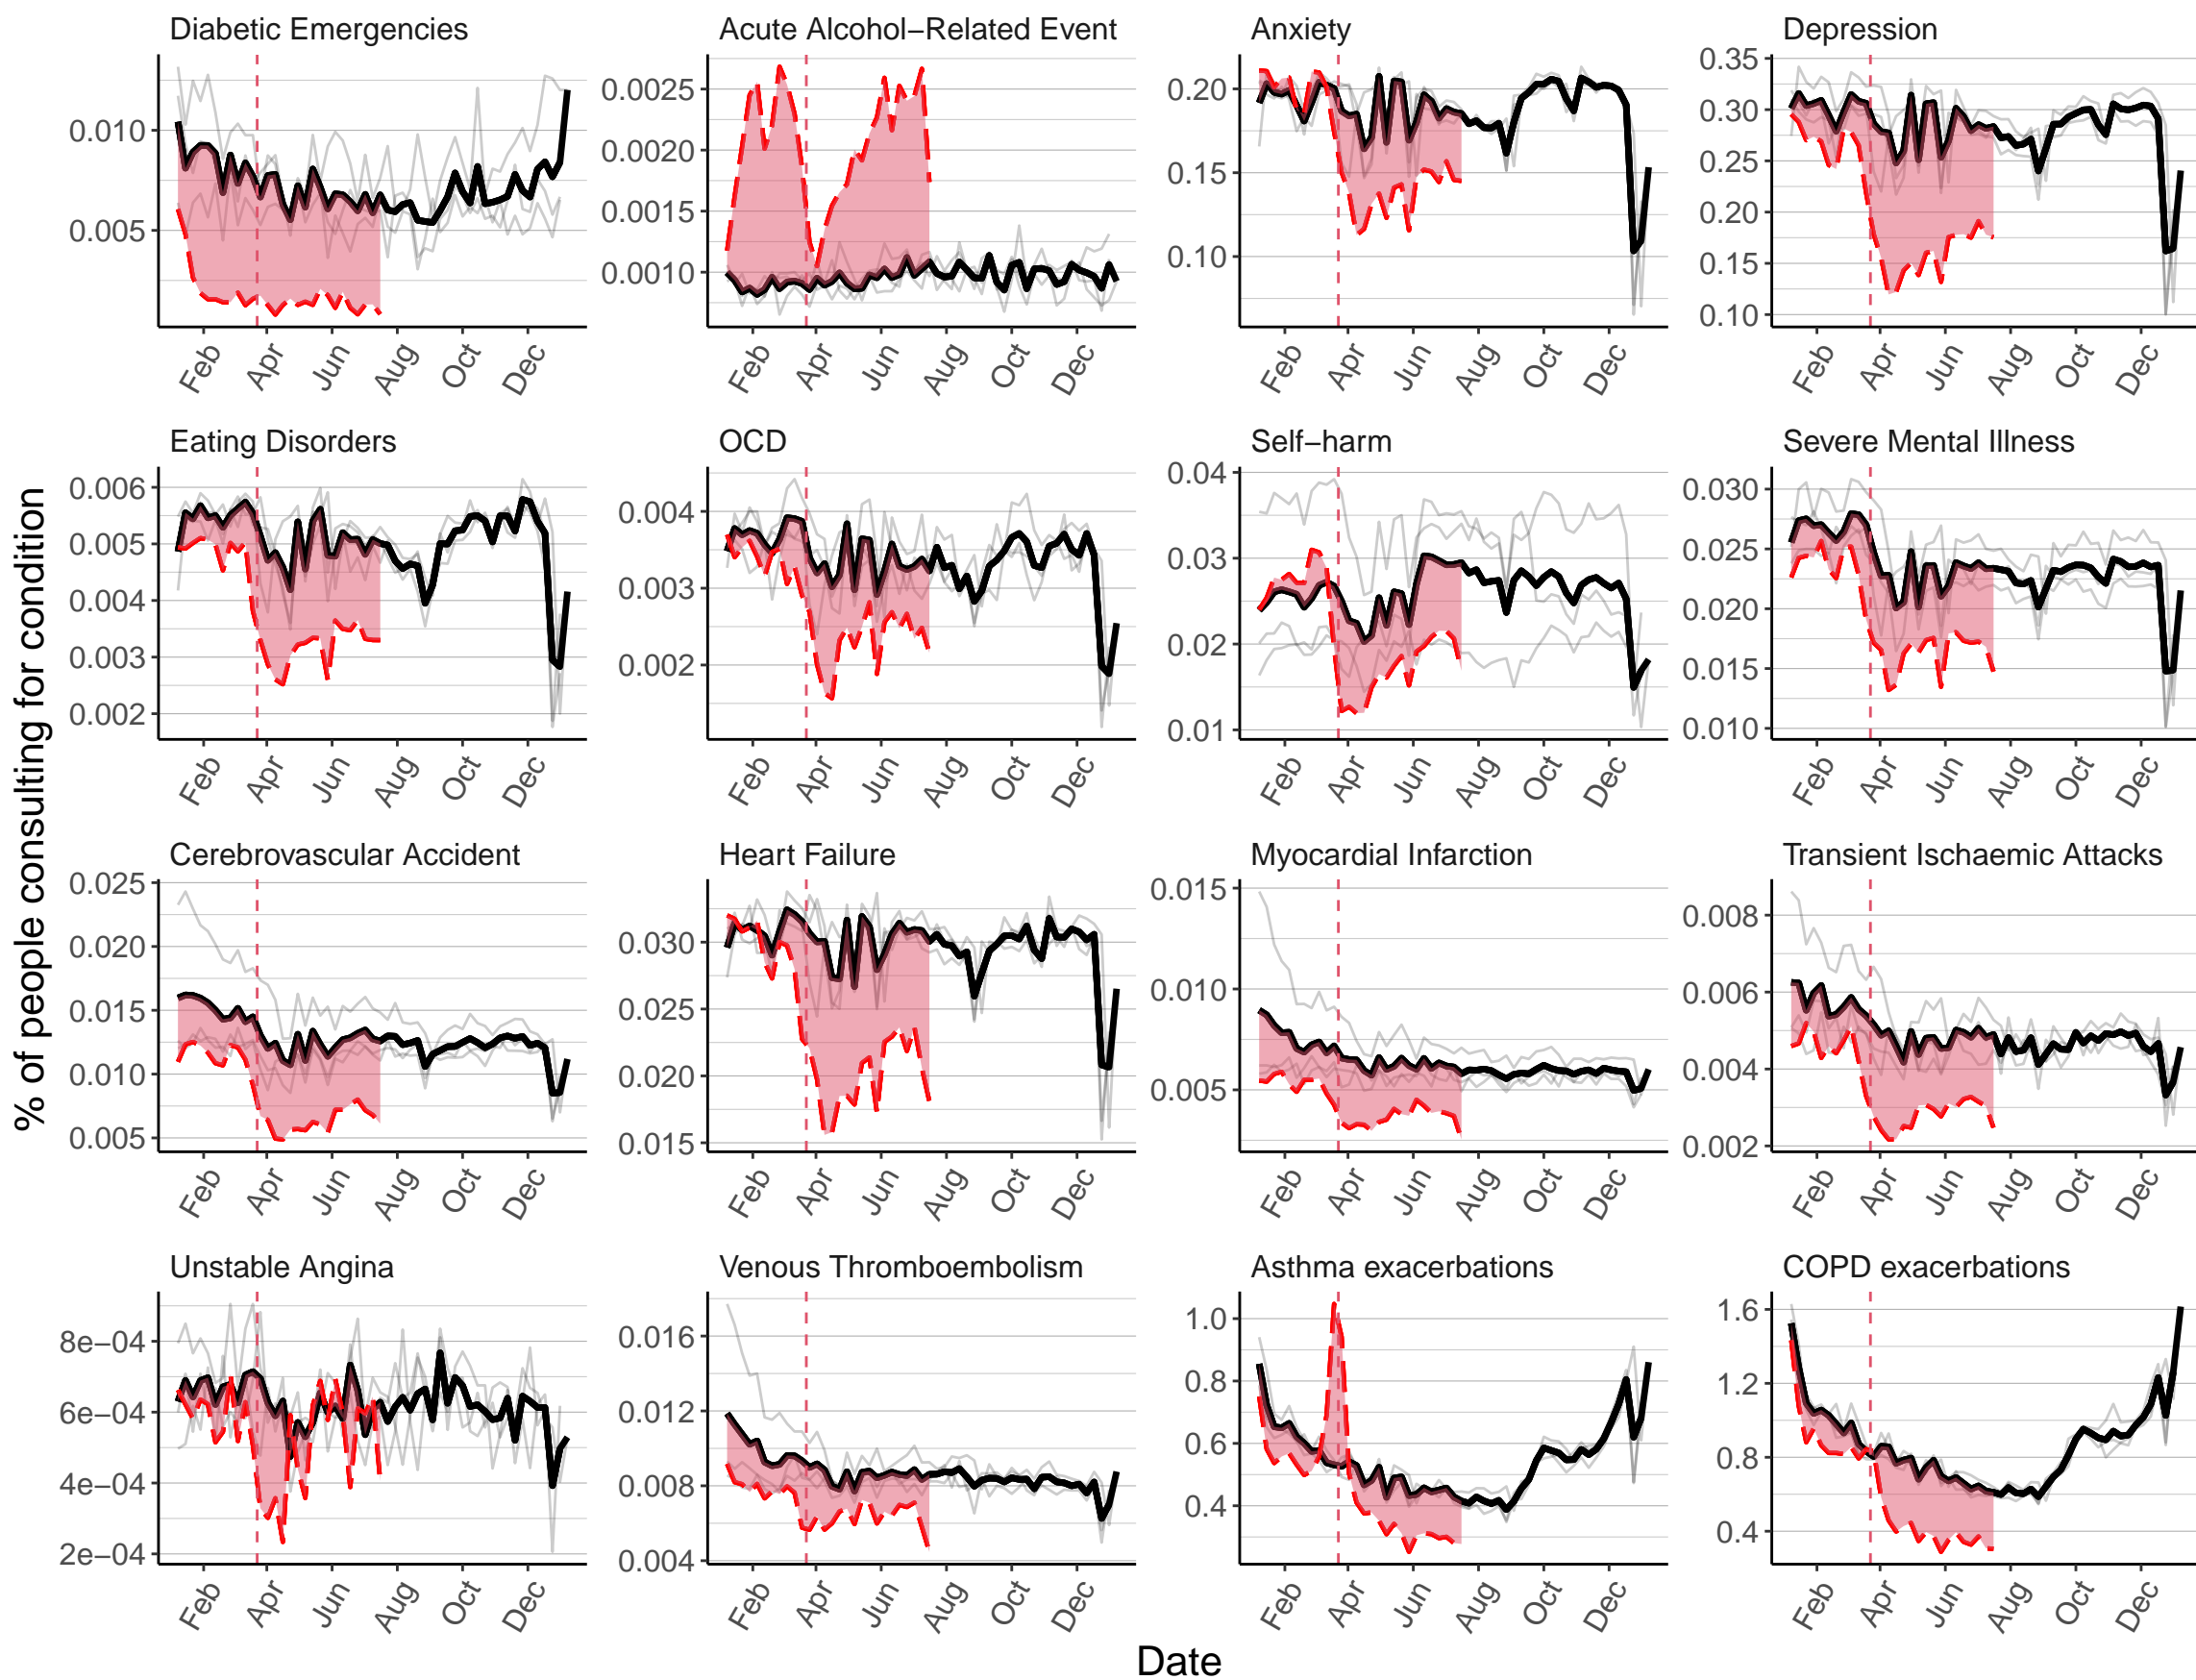 Diabetic Emergencies
0.010
0.005
Feb Apr Jun Aug Oct Dec
Acute Alcohol−Related Event
0.0025
0.0020
0.0015
0.0010
Feb Apr Jun Aug Oct Dec
Anxiety
0.20
0.15
0.10
Feb Apr Jun Aug Oct Dec
Depression
0.35
0.30
0.25
0.20
0.15
0.10
Feb Apr Jun Aug Oct Dec
Eating Disorders
0.006
0.005
0.004
0.003
0.002
Feb Apr Jun Aug Oct Dec
OCD
0.004
0.003
0.002
Feb Apr Jun Aug Oct Dec
Self−harm
0.04
0.03
0.02
0.01
Feb Apr Jun Aug Oct Dec
Severe Mental Illness
0.030
0.025
0.020
0.015
0.010
Feb Apr Jun Aug Oct Dec
% of people consulting for condition
Cerebrovascular Accident
0.025
0.020
0.015
0.010
0.005
Feb Apr Jun Aug Oct Dec
Heart Failure
0.030
0.025
0.020
0.015
Feb Apr Jun Aug Oct Dec
Myocardial Infarction
0.015
0.010
0.005
Feb Apr Jun Aug Oct Dec
Transient Ischaemic Attacks
0.008
0.006
0.004
0.002
Feb Apr Jun Aug Oct Dec
Unstable Angina
8e−04
6e−04
4e−04
2e−04
Feb Apr Jun Aug Oct Dec
Venous Thromboembolism
0.016
0.012
0.008
0.004
Feb Apr Jun Aug Oct Dec
Asthma exacerbations
1.0
0.8
0.6
0.4
Feb Apr Jun Aug Oct Dec
COPD exacerbations
1.6
1.2
0.8
0.4
Feb Apr Jun Aug Oct Dec
Date